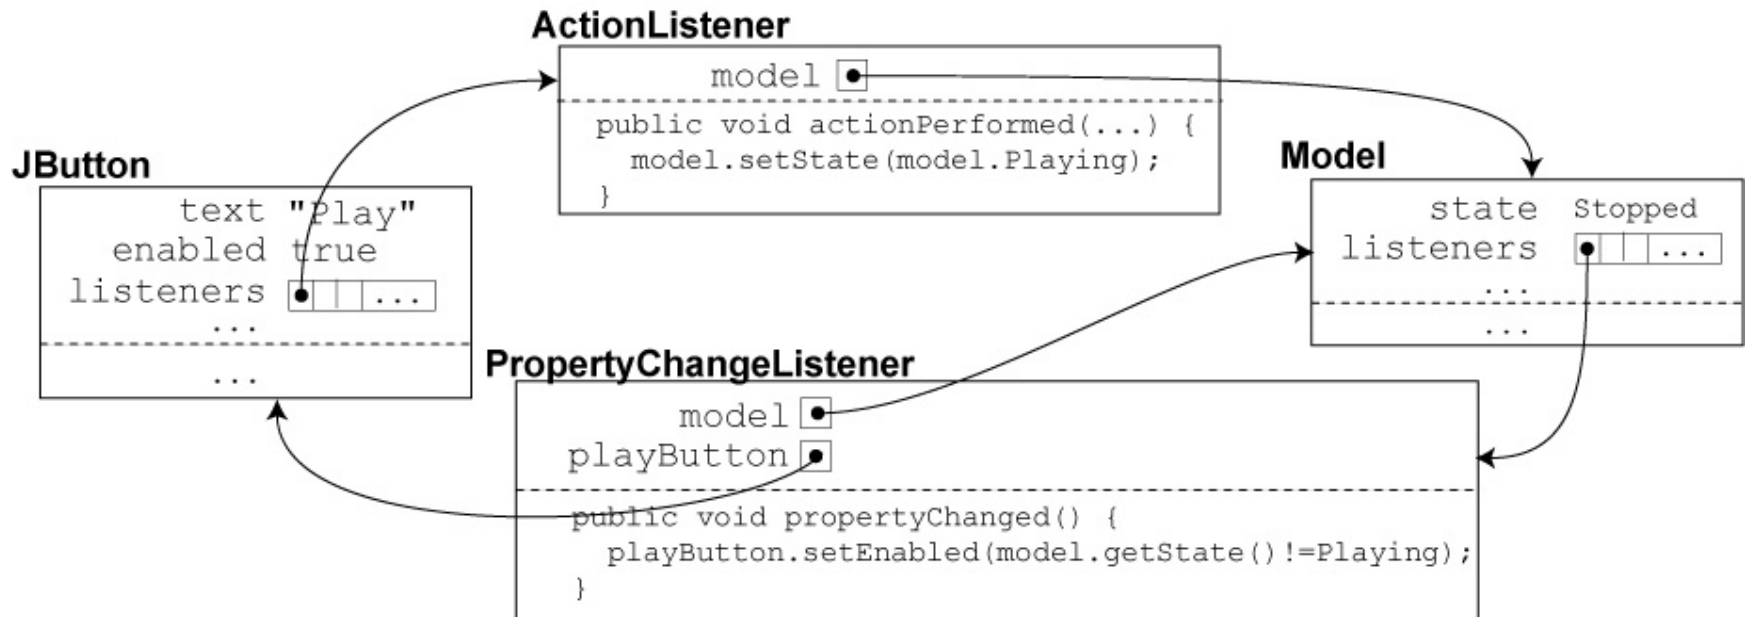 ActionListener
model
public void actionPerformed(...) {
model.setState(model.Playing);
}
JButton
text "Play"
enabled true
listeners ...
...
...
Model
state Stopped
listeners ...
...
...
PropertyChangeListener
model
playButton
public void propertyChanged() {
playButton.setEnabled(model.getState()!=Playing);
}